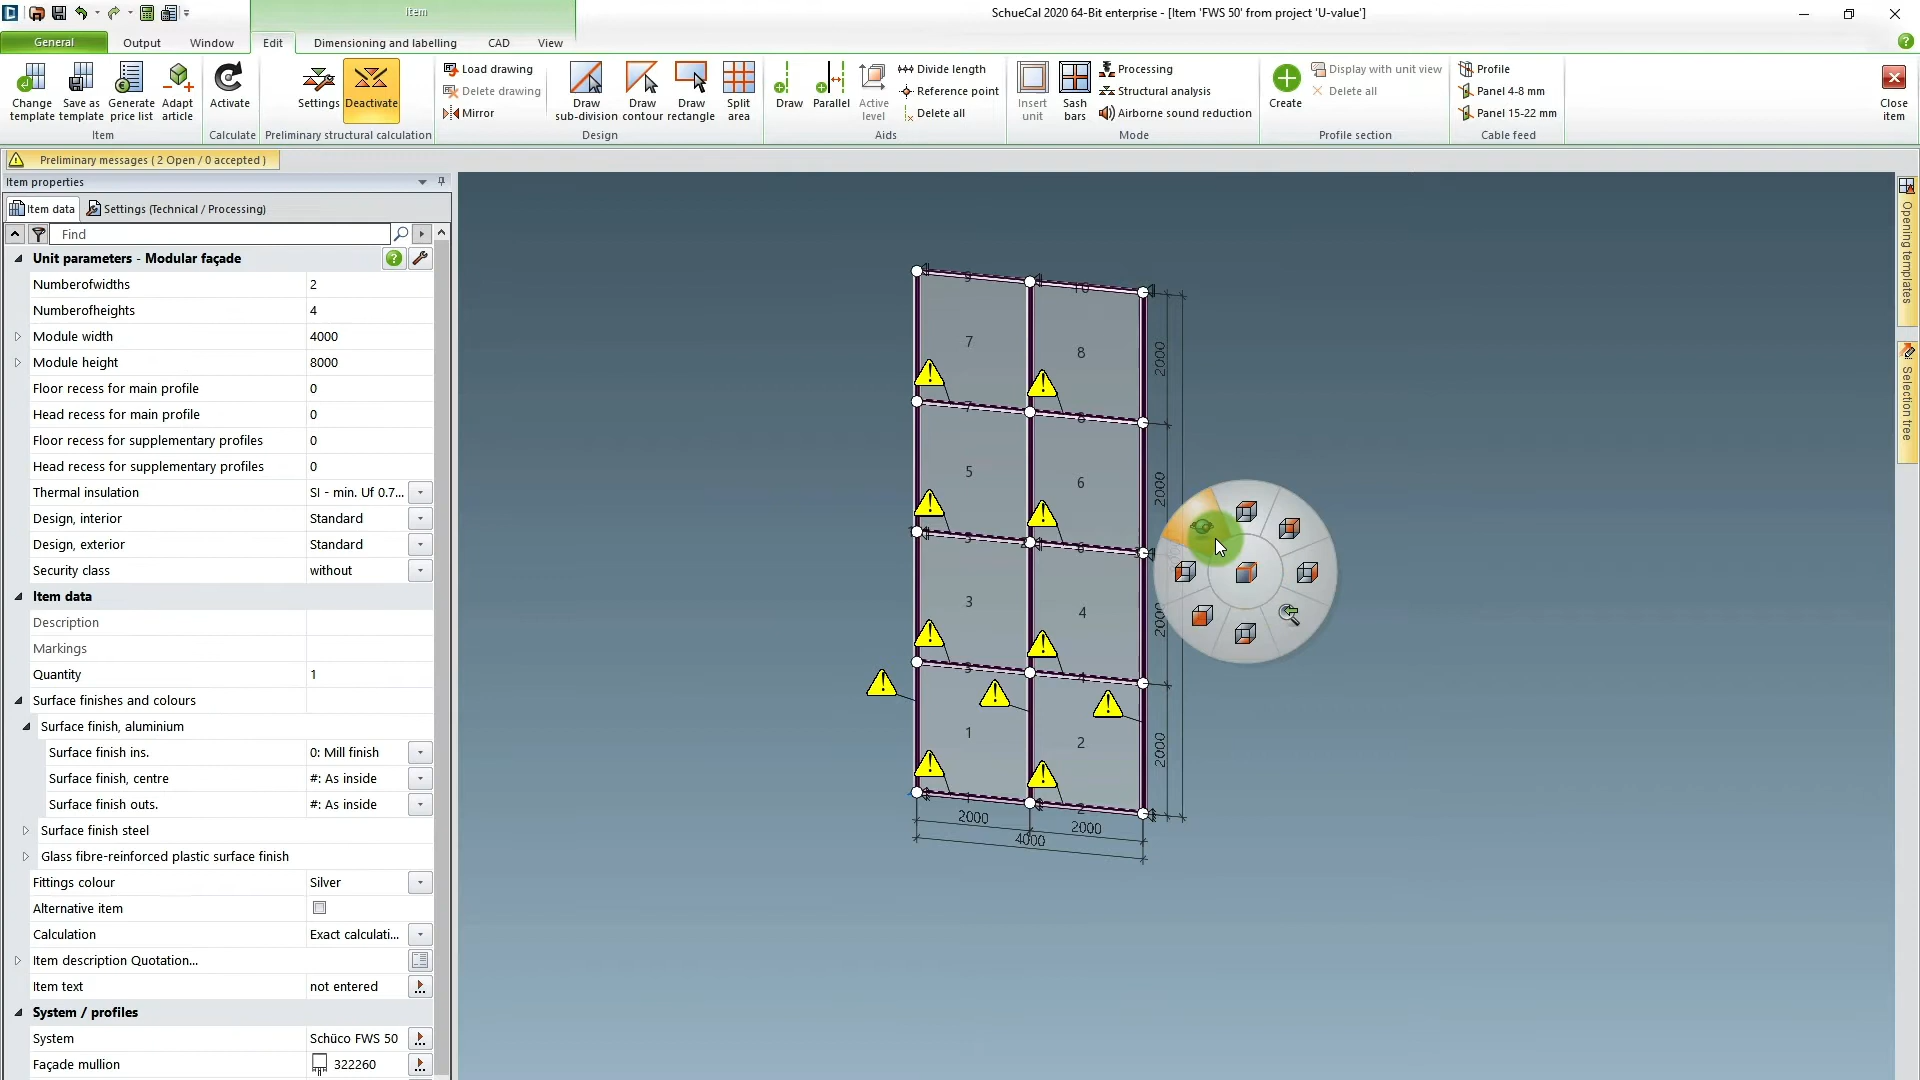 Item
SchueCal 2020 64-Bit enterprise - [Item 'FWS 50' from project 'U-value']
General
Output
Window
Edit
Dimensioning and labelling
CAD
View
Change template
Save as template
Generate price list
Adapt article
Item
Activate
Calculate
Settings
Deactivate
Preliminary structural calculation
Load drawing
Delete drawing
Mirror
Draw sub-division
Draw contour
Draw rectangle
Split area
Design
Draw
Parallel
Active level
Divide length
Reference point
Delete all
Aids
Insert unit
Sash bars
Processing
Structural analysis
Airborne sound reduction
Mode
Create
Display with unit view
Delete all
Profile section
Profile
Panel 4-8 mm
Panel 15-22 mm
Cable feed
Close item
Preliminary messages ( 2 Open / 0 accepted )
Item properties
Item data
Settings (Technical / Processing)
Find
Unit parameters - Modular façade
Numberofwidths 2
Numberofheights 4
Module width 4000
Module height 8000
Floor recess for main profile 0
Head recess for main profile 0
Floor recess for supplementary profiles 0
Head recess for supplementary profiles 0
Thermal insulation SI - min. Uf 0.7...
Design, interior Standard
Design, exterior Standard
Security class without
Item data
Description
Markings
Quantity 1
Surface finishes and colours
Surface finish, aluminium
Surface finish ins. 0: Mill finish
Surface finish, centre #: As inside
Surface finish outs. #: As inside
Surface finish steel
Glass fibre-reinforced plastic surface finish
Fittings colour Silver
Alternative item
Calculation Exact calculati...
Item description Quotation...
Item text not entered
System / profiles
System Schüco FWS 50
Façade mullion 322260
9
10
7
8
2000
7
8
5
6
2000
5
6
3
4
2000
3
4
1
2
2000
1
2
2000
2000
4000
Opening templates
Selection tree